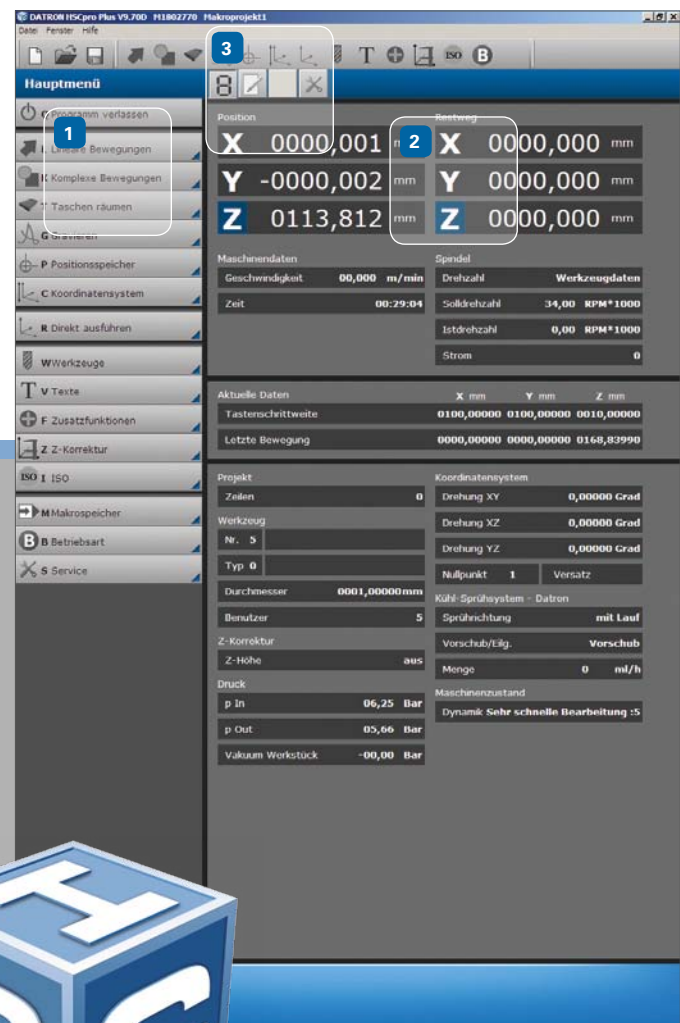 DATRON HSCpro Plus V9.70D M1802770 Makroprojekt1
Datei Fenster Hilfe
T ISO B
3
Hauptmenü
Programm verlassen
1
L Lineare Bewegungen
K Komplexe Bewegungen
T Taschen räumen
G Gravieren
P Positionsspeicher
C Koordinatensystem
R Direkt ausführen
W Werkzeuge
T V Texte
F Zusatzfunktionen
Z Z-Korrektur
ISO I ISO
M Makrospeicher
B B Betriebsart
S Service
Position
X 0000,001
Y -0000,002 mm
Z 0113,812 mm
Restweg
2
X 0000,000 mm
Y 0000,000 mm
Z 0000,000 mm
Maschinendaten
Geschwindigkeit 00,000 m/min
Zeit 00:29:04
Spindel
Drehzahl Werkzeugdaten
Solldrehzahl 34,00 RPM*1000
Istdrehzahl 0,00 RPM*1000
Strom 0
Aktuelle Daten X mm Y mm Z mm
Tastenschrittweite 0100,00000 0100,00000 0010,00000
Letzte Bewegung 0000,00000 0000,00000 0168,83990
Projekt
Zeilen 0
Werkzeug
Nr. 5
Typ 0
Durchmesser 0001,00000mm
Benutzer 5
Z-Korrektur
Z-Höhe aus
Druck
p In 06,25 Bar
p Out 05,66 Bar
Vakuum Werkstück -00,00 Bar
Koordinatensystem
Drehung XY 0,00000 Grad
Drehung XZ 0,00000 Grad
Drehung YZ 0,00000 Grad
Nullpunkt 1 Versatz
Kühl-Sprühsystem - Datron
Sprührichtung mit Lauf
Vorschub/Eilg. Vorschub
Menge 0 ml/h
Maschinenzustand
Dynamik Sehr schnelle Bearbeitung :5
H